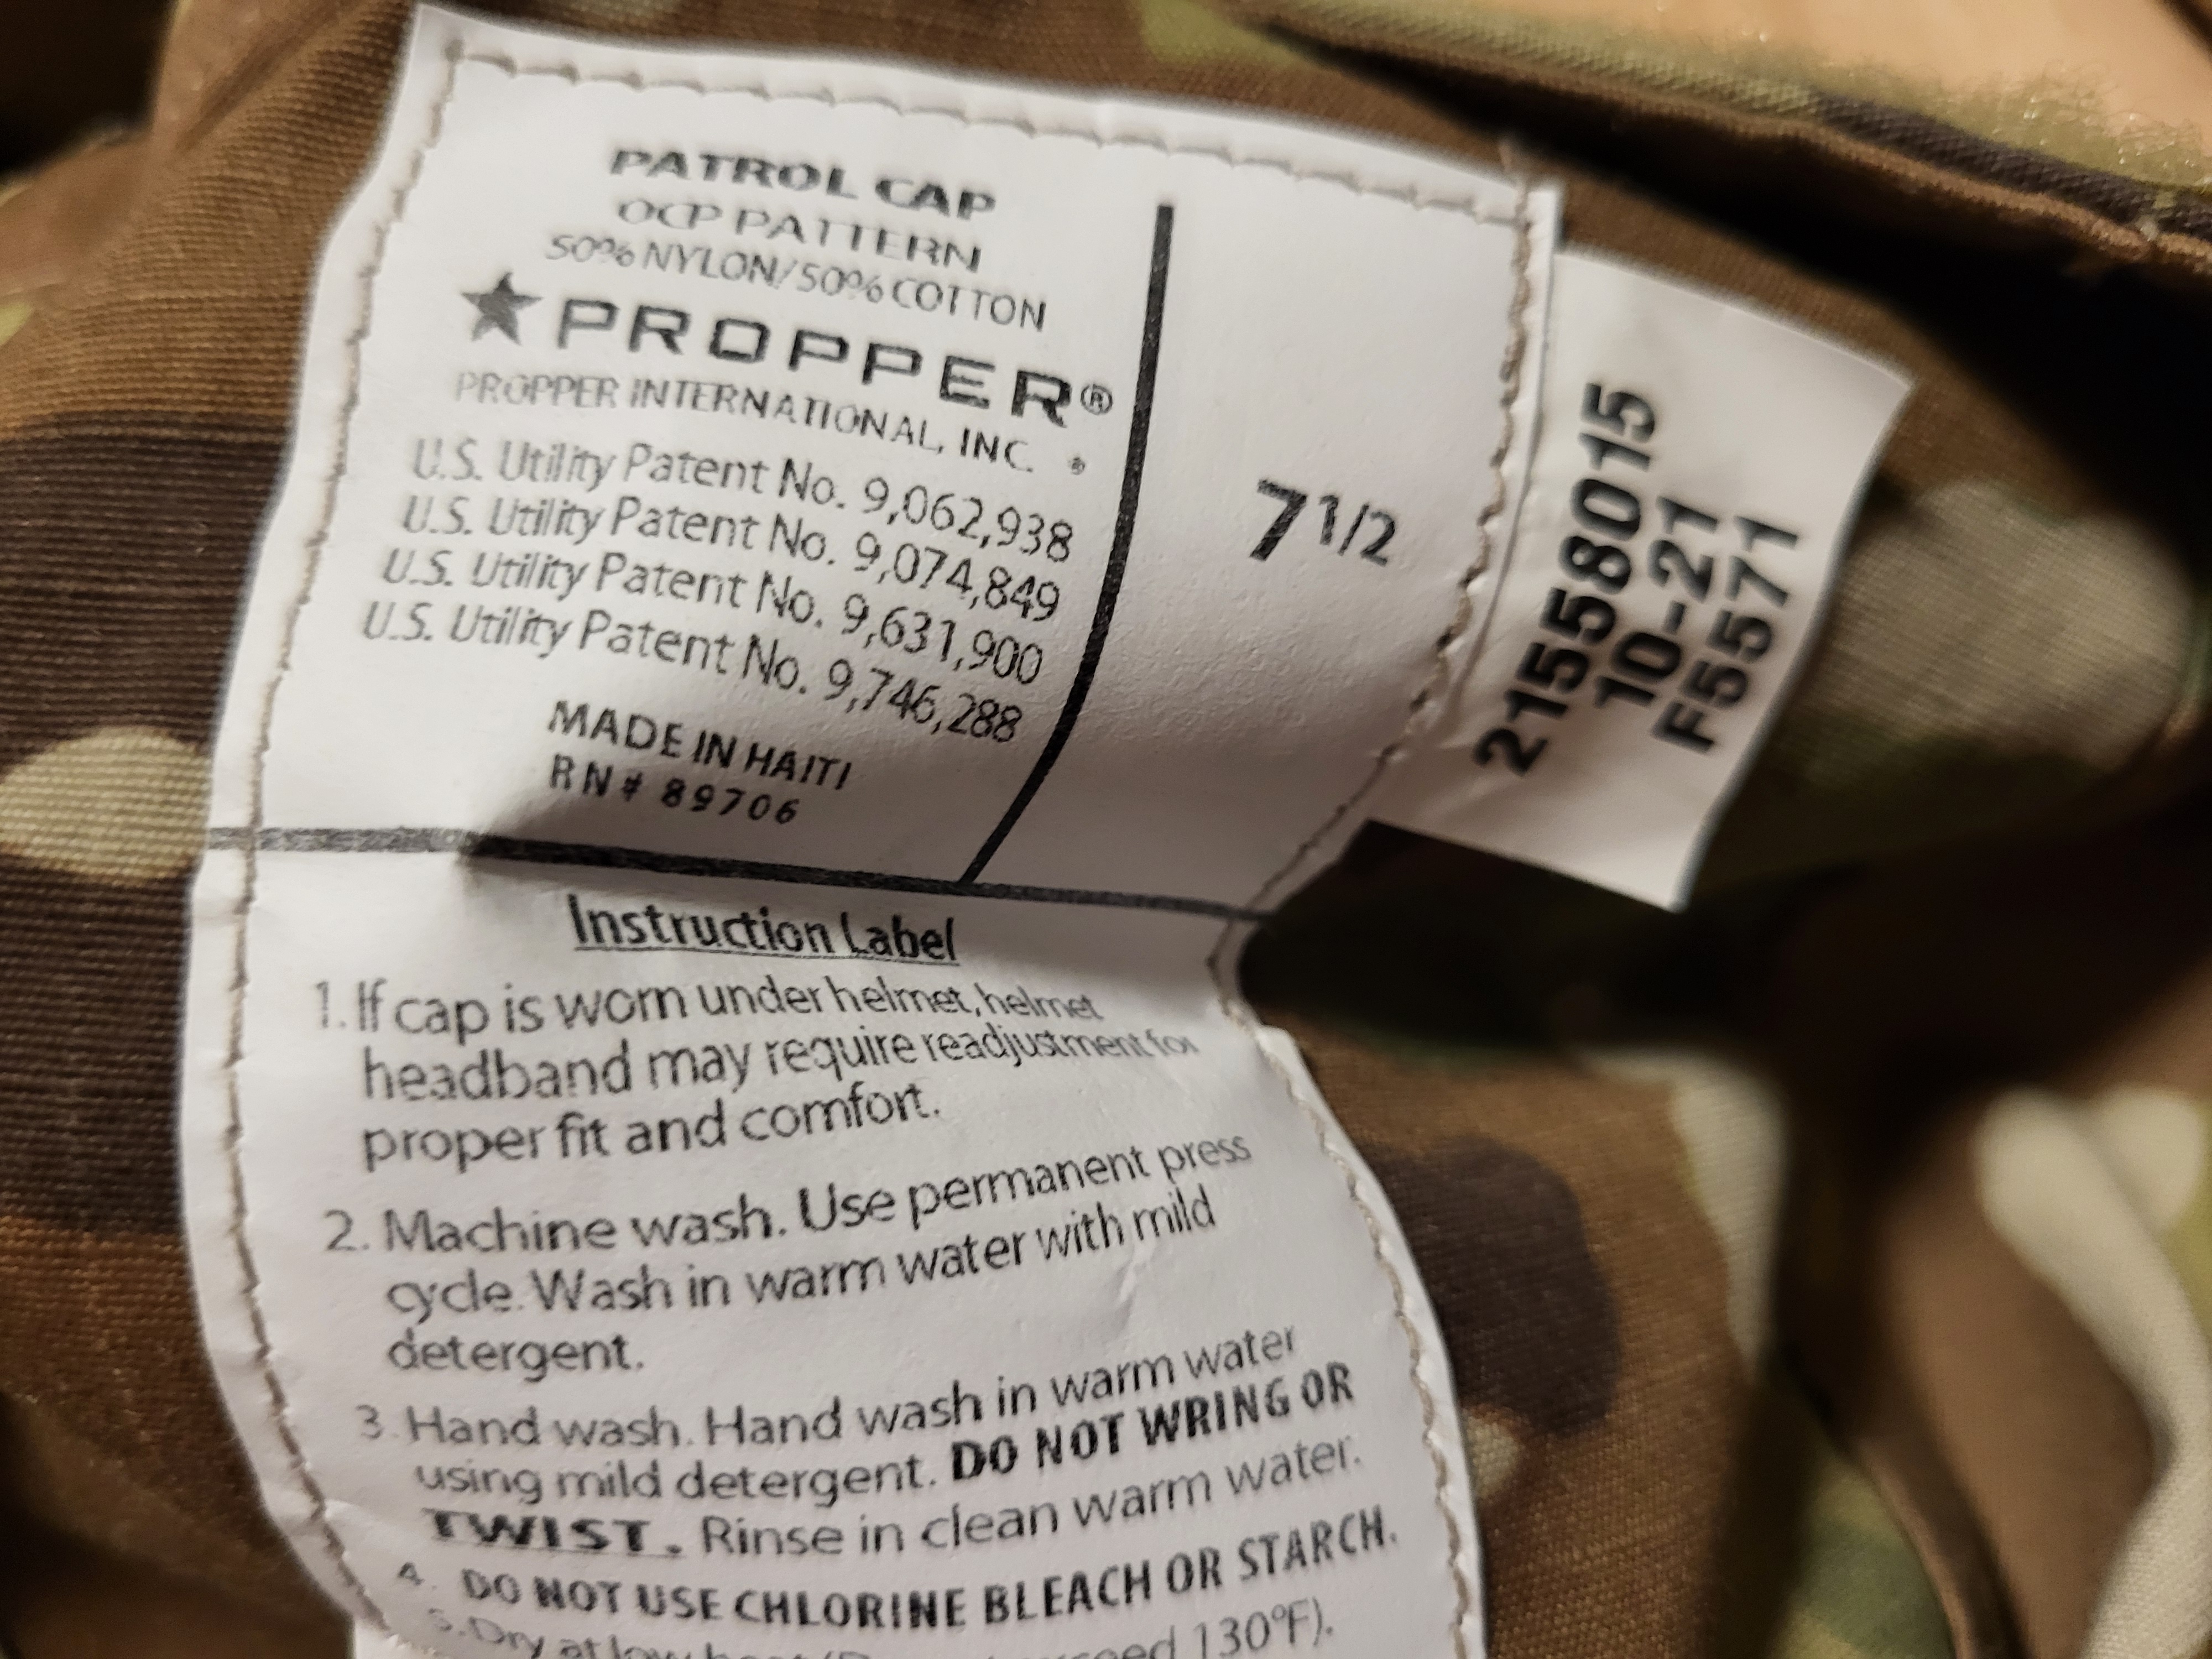 PATROL CAP
OCP PATTERN
50% NYLON/50% COTTON
PROPPER®
PROPPER INTERNATIONAL, INC.
U.S. Utility Patent No. 9,062,938
U.S. Utility Patent No. 9,074,849
U.S. Utility Patent No. 9,631,900
U.S. Utility Patent No. 9,746,288
MADE IN HAITI
RN# 89706
7 1/2
21558015
10-21
F5571
Instruction Label
1. If cap is worn under helmet, helmet
headband may require readjustment for
proper fit and comfort.
2. Machine wash. Use permanent press
cycle. Wash in warm water with mild
detergent.
3. Hand wash. Hand wash in warm water
using mild detergent. DO NOT WRING OR
TWIST. Rinse in clean warm water.
4. DO NOT USE CHLORINE BLEACH OR STARCH.
5. Dry at low heat 130°F).